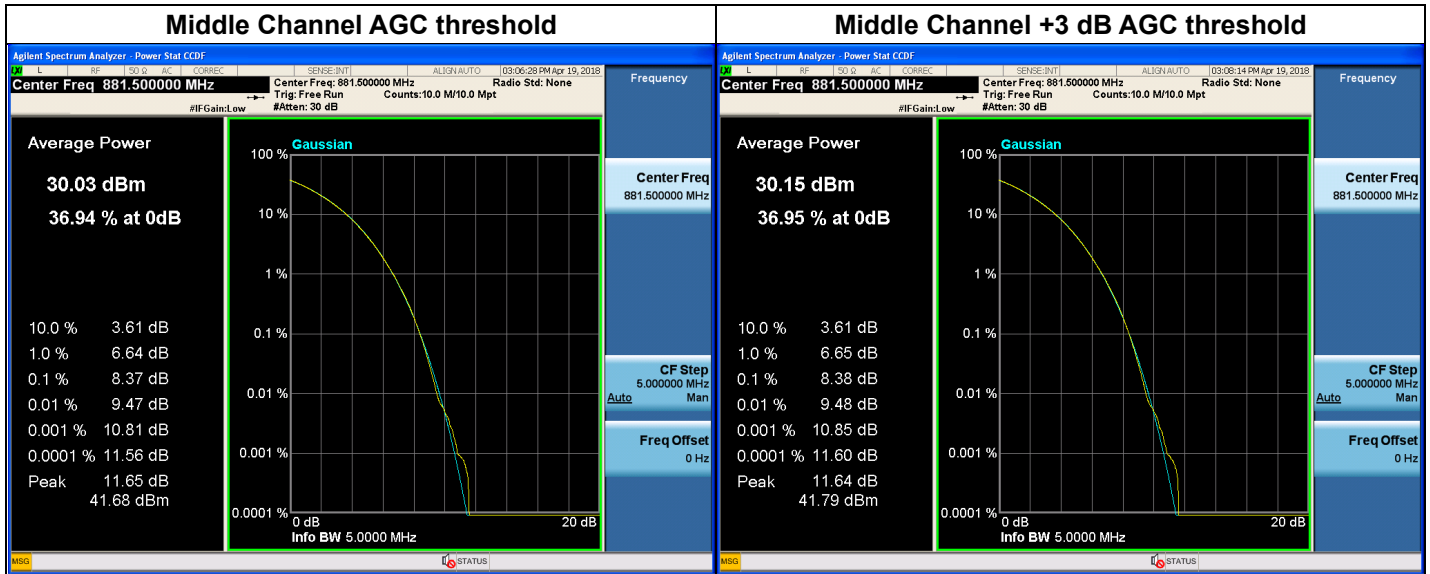 Middle Channel AGC threshold
Agilent Spectrum Analyzer - Power Stat CCDF
LXI L RF 50 Ω AC CORREC SENSE:INT ALIGN AUTO 03:06:28 PM Apr 19, 2018
Center Freq 881.500000 MHz
Center Freq: 881.500000 MHz Radio Std: None
Trig: Free Run Counts:10.0 M/10.0 Mpt
#IFGain:Low #Atten: 30 dB
Frequency
Average Power
30.03 dBm
36.94 % at 0dB
10.0 % 3.61 dB
1.0 % 6.64 dB
0.1 % 8.37 dB
0.01 % 9.47 dB
0.001 % 10.81 dB
0.0001 % 11.56 dB
Peak 11.65 dB
41.68 dBm
Gaussian
100 %
10 %
1 %
0.1 %
0.01 %
0.001 %
0.0001 %
0 dB 20 dB
Info BW 5.0000 MHz
Center Freq
881.500000 MHz
CF Step
5.000000 MHz
Auto Man
Freq Offset
0 Hz
MSG STATUS
Middle Channel +3 dB AGC threshold
Agilent Spectrum Analyzer - Power Stat CCDF
LXI L RF 50 Ω AC CORREC SENSE:INT ALIGN AUTO 03:08:14 PM Apr 19, 2018
Center Freq 881.500000 MHz
Center Freq: 881.500000 MHz Radio Std: None
Trig: Free Run Counts:10.0 M/10.0 Mpt
#IFGain:Low #Atten: 30 dB
Frequency
Average Power
30.15 dBm
36.95 % at 0dB
10.0 % 3.61 dB
1.0 % 6.65 dB
0.1 % 8.38 dB
0.01 % 9.48 dB
0.001 % 10.85 dB
0.0001 % 11.60 dB
Peak 11.64 dB
41.79 dBm
Gaussian
100 %
10 %
1 %
0.1 %
0.01 %
0.001 %
0.0001 %
0 dB 20 dB
Info BW 5.0000 MHz
Center Freq
881.500000 MHz
CF Step
5.000000 MHz
Auto Man
Freq Offset
0 Hz
MSG STATUS